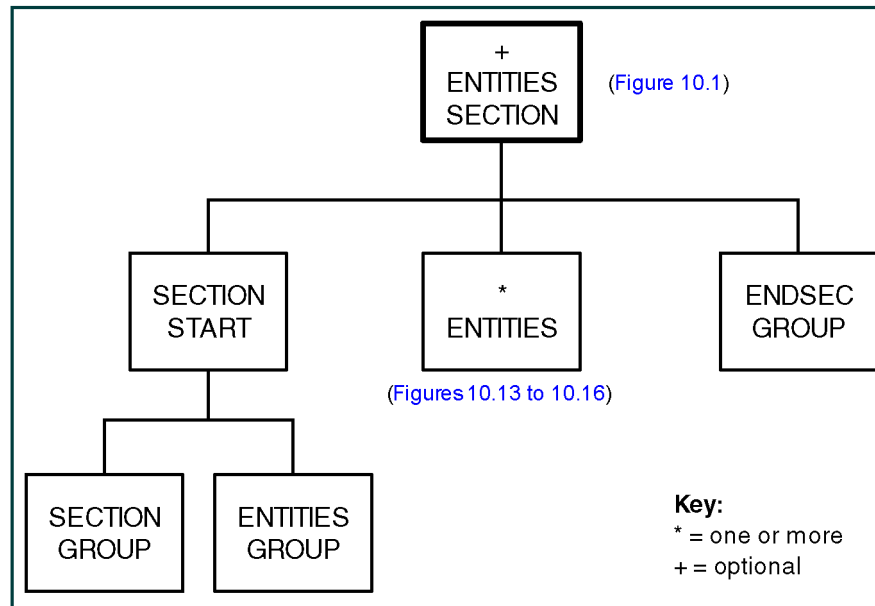 +
ENTITIES
SECTION
(Figure 10.1)
SECTION
START
*
ENTITIES
ENDSEC
GROUP
(Figures 10.13 to 10.16)
SECTION
GROUP
ENTITIES
GROUP
Key:
* = one or more
+ = optional